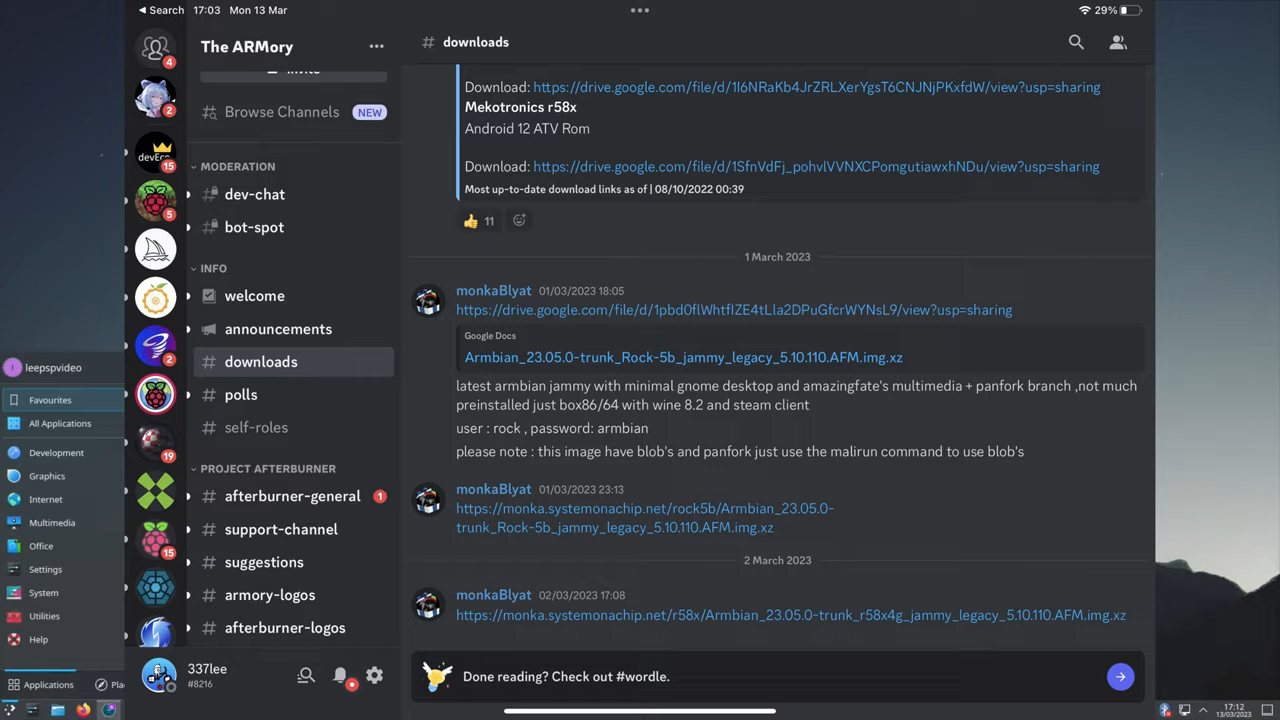 Search 17:03 Mon 13 Mar
29%
The ARMory
downloads
Invite
Browse Channels NEW
MODERATION
dev-chat
bot-spot
INFO
welcome
announcements
downloads
polls
self-roles
PROJECT AFTERBURNER
afterburner-general 1
support-channel
suggestions
armory-logos
afterburner-logos
337lee
#8216
4
2
devEco
15
5
2
19
15
Download: https://drive.google.com/file/d/1I6NRaKb4JrZRLXerYgsT6CNJNjPKxfdW/view?usp=sharing
Mekotronics r58x
Android 12 ATV Rom
Download: https://drive.google.com/file/d/1SfnVdFj_pohvlVVNXCPomgutiawxhNDu/view?usp=sharing
Most up-to-date download links as of | 08/10/2022 00:39
11
1 March 2023
monkaBlyat 01/03/2023 18:05
https://drive.google.com/file/d/1pbd0flWhtfIZE4tLla2DPuGfcrWYNsL9/view?usp=sharing
Google Docs
Armbian_23.05.0-trunk_Rock-5b_jammy_legacy_5.10.110.AFM.img.xz
latest armbian jammy with minimal gnome desktop and amazingfate's multimedia + panfork branch ,not much
preinstalled just box86/64 with wine 8.2 and steam client
user : rock , password: armbian
please note : this image have blob's and panfork just use the malirun command to use blob's
monkaBlyat 01/03/2023 23:13
https://monka.systemonachip.net/rock5b/Armbian_23.05.0-
trunk_Rock-5b_jammy_legacy_5.10.110.AFM.img.xz
2 March 2023
monkaBlyat 02/03/2023 17:08
https://monka.systemonachip.net/r58x/Armbian_23.05.0-trunk_r58x4g_jammy_legacy_5.10.110.AFM.img.xz
Done reading? Check out #wordle.
leepspvideo
Favourites
All Applications
Development
Graphics
Internet
Multimedia
Office
Settings
System
Utilities
Help
Applications
17:12
13/03/2023